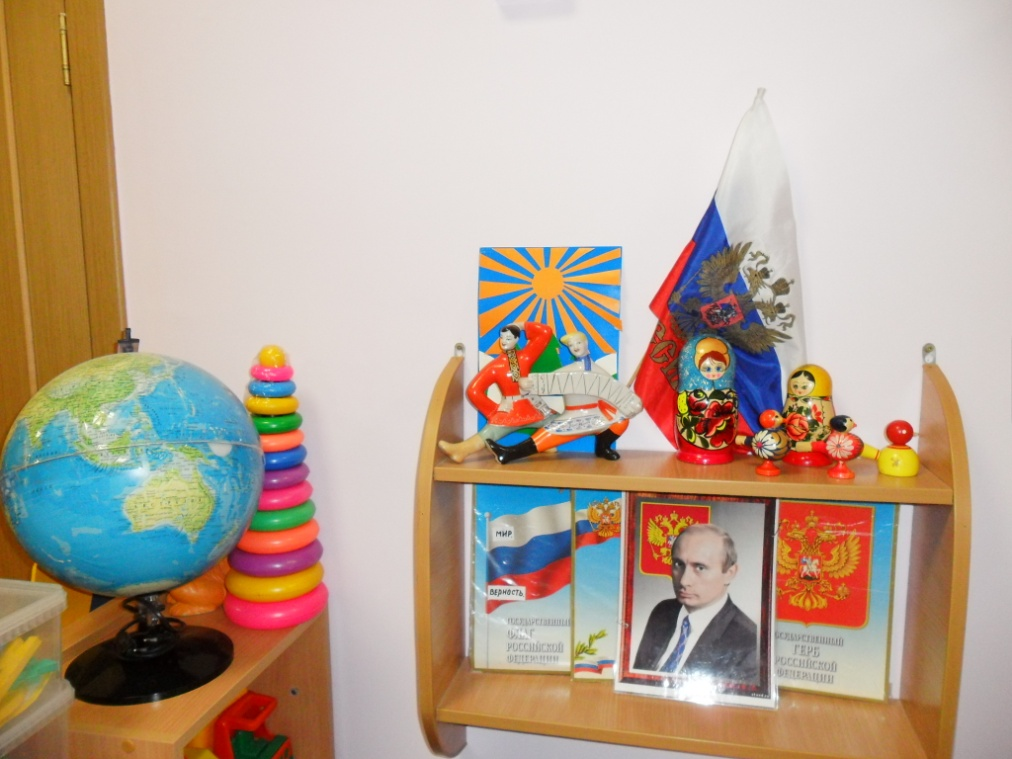 МИР
ВЕРНОСТЬ
ГОСУДАРСТВЕННЫЙ
ФЛАГ
РОССИЙСКОЙ
ФЕДЕРАЦИИ
ГОСУДАРСТВЕННЫЙ
ГЕРБ
РОССИЙСКОЙ
ФЕДЕРАЦИИ